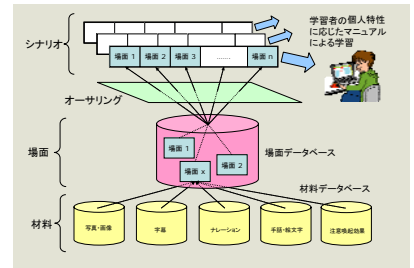 シナリオ
学習者の個人特性
に応じたマニュアル
による学習
場面 1
場面 2
場面 3
……
場面 n
オーサリング
場面
場面 1
場面 2
場面 x
場面データベース
材料データベース
材料
写真・画像
字幕
ナレーション
手話・絵文字
注意喚起効果